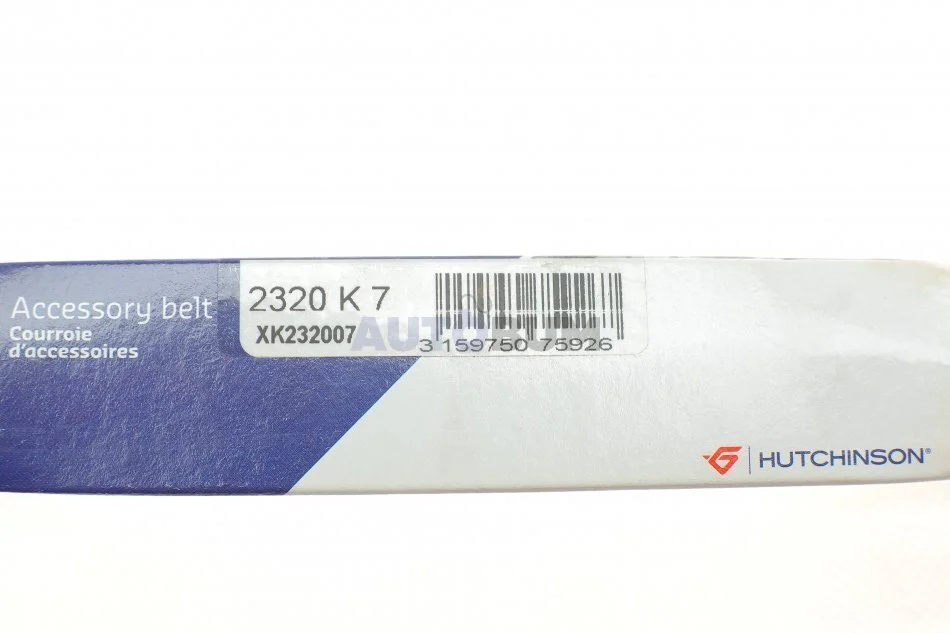 Accessory belt
Courroie
d'accessoires
2320 K 7
XK232007
3 159750 75926
HUTCHINSON®